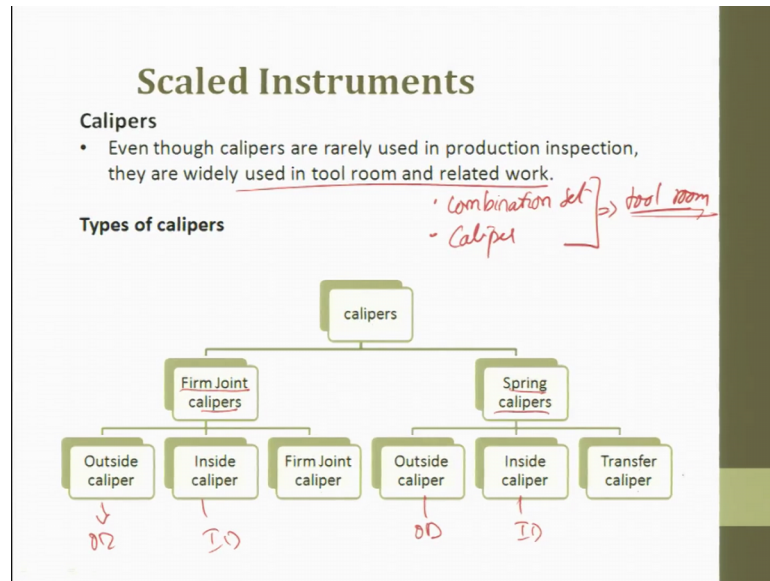 Scaled Instruments
Calipers
• Even though calipers are rarely used in production inspection,
they are widely used in tool room and related work.
• Combination set
- Caliper
=> tool room
Types of calipers
calipers
Firm Joint
calipers
Spring
calipers
Outside
caliper
Inside
caliper
Firm Joint
caliper
Outside
caliper
Inside
caliper
Transfer
caliper
OD
ID
OD
ID